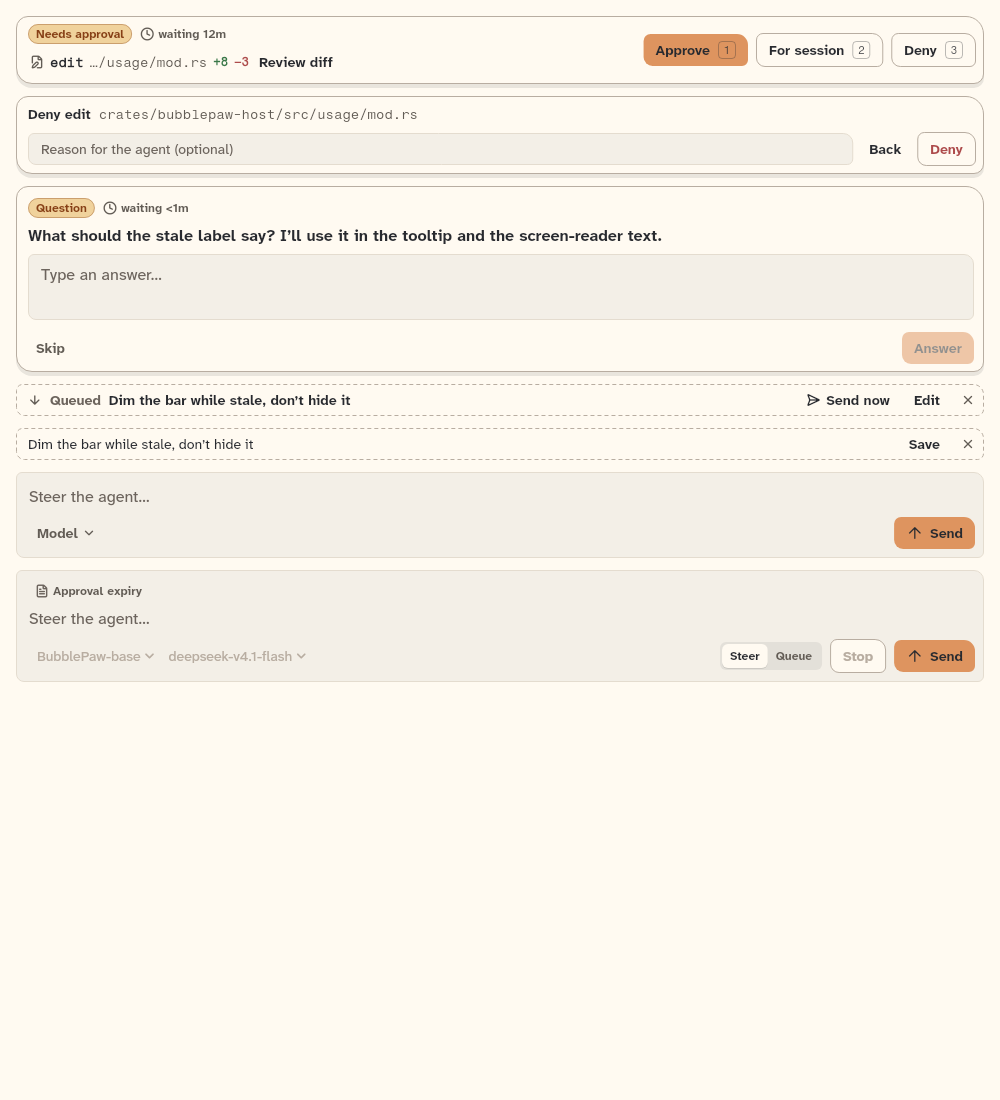 Needs approval waiting 12m
edit …/usage/mod.rs +8 −3 Review diff
Approve 1 For session 2 Deny 3
Deny edit crates/bubblepaw-host/src/usage/mod.rs
Reason for the agent (optional) Back Deny
Question waiting <1m
What should the stale label say? I’ll use it in the tooltip and the screen-reader text.
Type an answer…
Skip Answer
Queued Dim the bar while stale, don’t hide it Send now Edit
Dim the bar while stale, don’t hide it Save
Steer the agent…
Model Send
Approval expiry
Steer the agent…
BubblePaw-base deepseek-v4.1-flash Steer Queue Stop Send